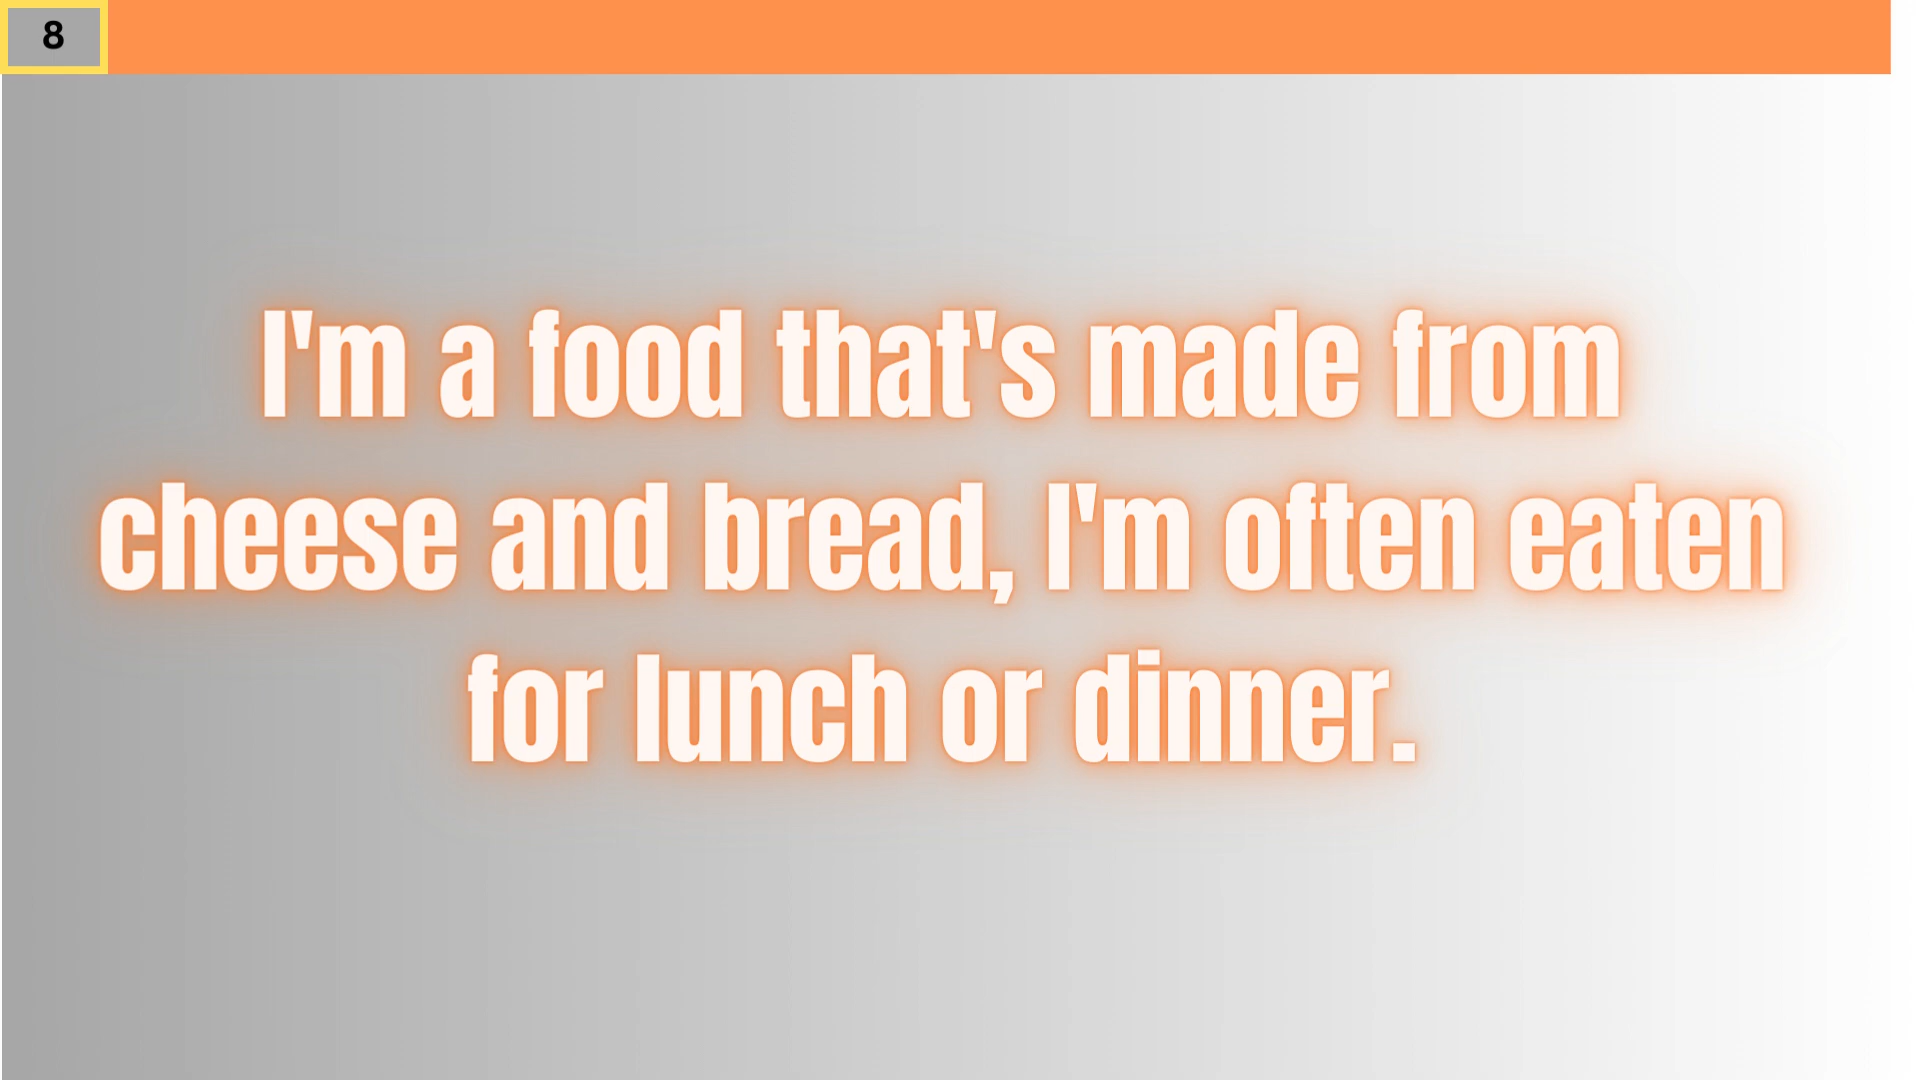 8
I'm a food that's made from
cheese and bread, I'm often eaten
for lunch or dinner.